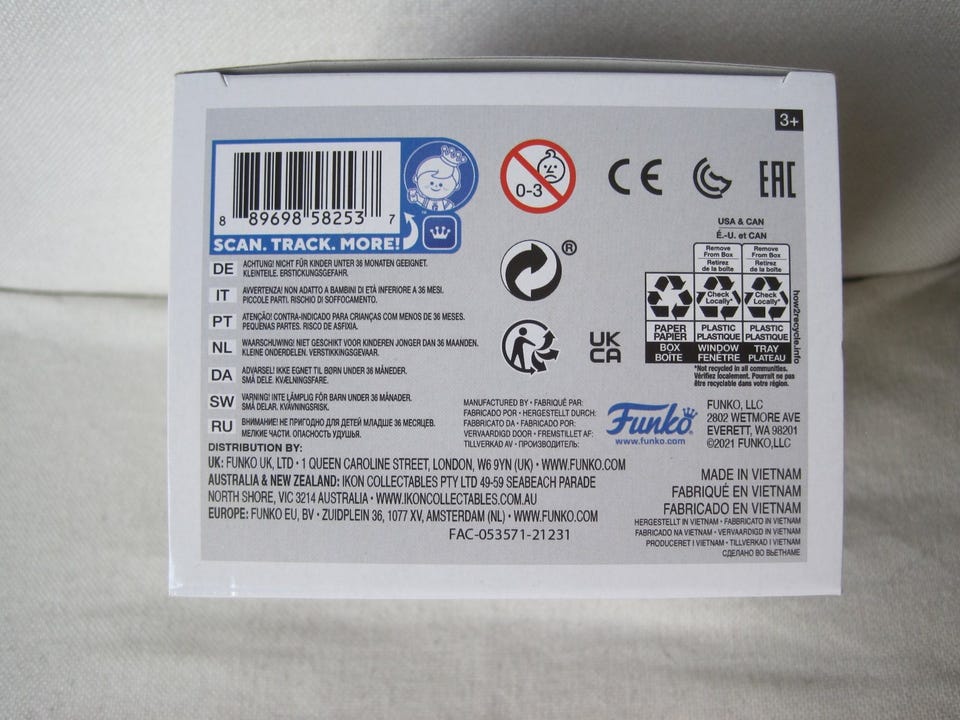 3+
8 89698 58253 7
SCAN. TRACK. MORE!
™
0-3
CE
EAC
®
UK
CA
USA & CAN
É.-U. et CAN
Remove
From Box
Retirez
de la boîte
Remove
From Box
Retirez
de la boîte
Check
Locally*
Check
Locally*
PAPER
PAPIER
PLASTIC
PLASTIQUE
PLASTIC
PLASTIQUE
BOX
BOÎTE
WINDOW
FENÊTRE
TRAY
PLATEAU
how2recycle.info
*Not recycled in all communities.
Vérifiez localement. Pourrait ne pas
être recyclable dans votre région.
DE ACHTUNG! NICHT FÜR KINDER UNTER 36 MONATEN GEEIGNET.
KLEINTEILE. ERSTICKUNGSGEFAHR.
IT AVVERTENZA! NON ADATTO A BAMBINI DI ETÀ INFERIORE A 36 MESI.
PICCOLE PARTI. RISCHIO DI SOFFOCAMENTO.
PT ATENÇÃO! CONTRA-INDICADO PARA CRIANÇAS COM MENOS DE 36 MESES.
PEQUENAS PARTES. RISCO DE ASFIXIA.
NL WAARSCHUWING! NIET GESCHIKT VOOR KINDEREN JONGER DAN 36 MAANDEN.
KLEINE ONDERDELEN. VERSTIKKINGSGEVAAR.
DA ADVARSEL! IKKE EGNET TIL BØRN UNDER 36 MÅNEDER.
SMÅ DELE. KVÆLNINGSFARE.
SW VARNING! INTE LÄMPLIG FÖR BARN UNDER 36 MÅNADER.
SMÅ DELAR. KVÄVNINGSRISK.
RU ВНИМАНИЕ! НЕ ПРИГОДНО ДЛЯ ДЕТЕЙ МЛАДШЕ 36 МЕСЯЦЕВ.
МЕЛКИЕ ЧАСТИ. ОПАСНОСТЬ УДУШЬЯ.
MANUFACTURED BY • FABRIQUÉ PAR:
FABRICADO POR • HERGESTELLT DURCH:
FABBRICATO DA • FABRICADO POR:
VERVAARDIGD DOOR • FREMSTILLET AF:
TILLVERKAD AV • ПРОИЗВОДИТЕЛЬ:
Funko
www.funko.com
FUNKO, LLC
2802 WETMORE AVE
EVERETT, WA 98201
©2021 FUNKO,LLC
DISTRIBUTION BY:
UK: FUNKO UK, LTD • 1 QUEEN CAROLINE STREET, LONDON, W6 9YN (UK) • WWW.FUNKO.COM
AUSTRALIA & NEW ZEALAND: IKON COLLECTABLES PTY LTD 49-59 SEABEACH PARADE
NORTH SHORE, VIC 3214 AUSTRALIA • WWW.IKONCOLLECTABLES.COM.AU
EUROPE: FUNKO EU, BV • ZUIDPLEIN 36, 1077 XV, AMSTERDAM (NL) • WWW.FUNKO.COM
FAC-053571-21231
MADE IN VIETNAM
FABRIQUÉ EN VIETNAM
FABRICADO EN VIETNAM
HERGESTELLT IN VIETNAM • FABBRICATO IN VIETNAM
FABRICADO NA VIETNAM • VERVAARDIGD IN VIETNAM
PRODUCERET I VIETNAM • TILLVERKAD I VIETNAM
СДЕЛАНО ВО ВЬЕТНАМЕ